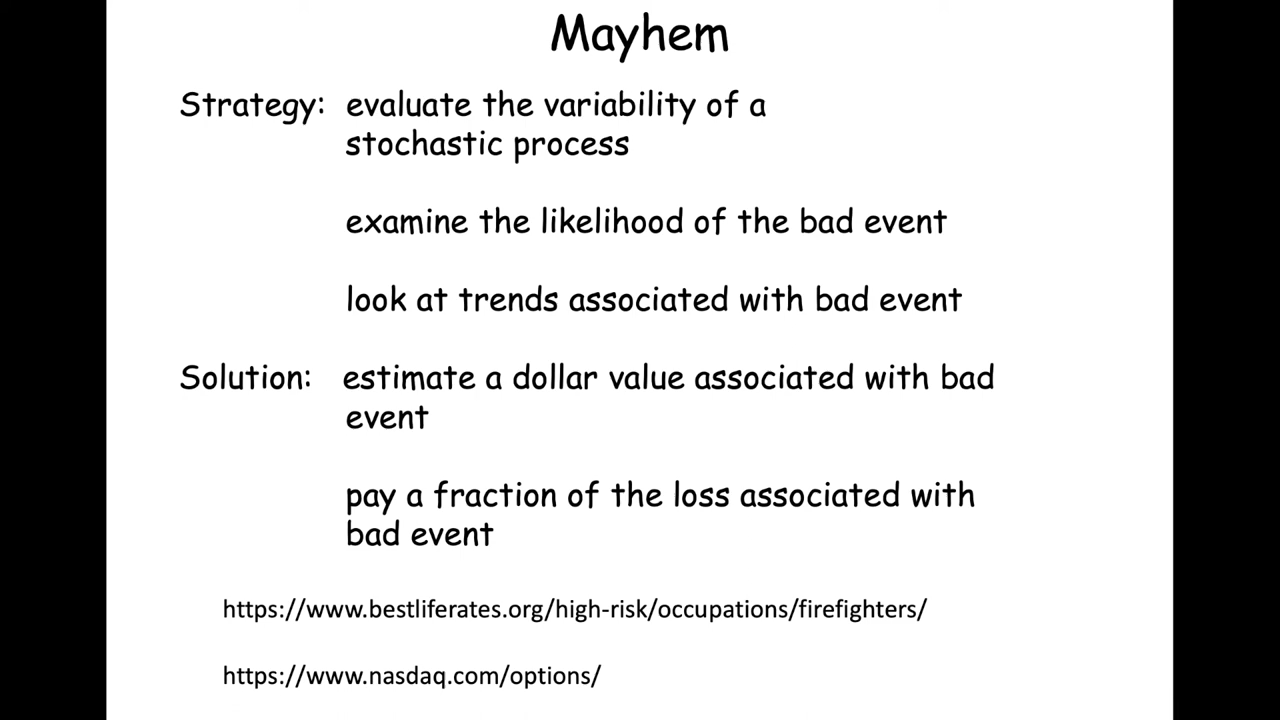 Mayhem
Strategy: evaluate the variability of a
stochastic process
examine the likelihood of the bad event
look at trends associated with bad event
Solution: estimate a dollar value associated with bad
event
pay a fraction of the loss associated with
bad event
https://www.bestliferates.org/high-risk/occupations/firefighters/
https://www.nasdaq.com/options/